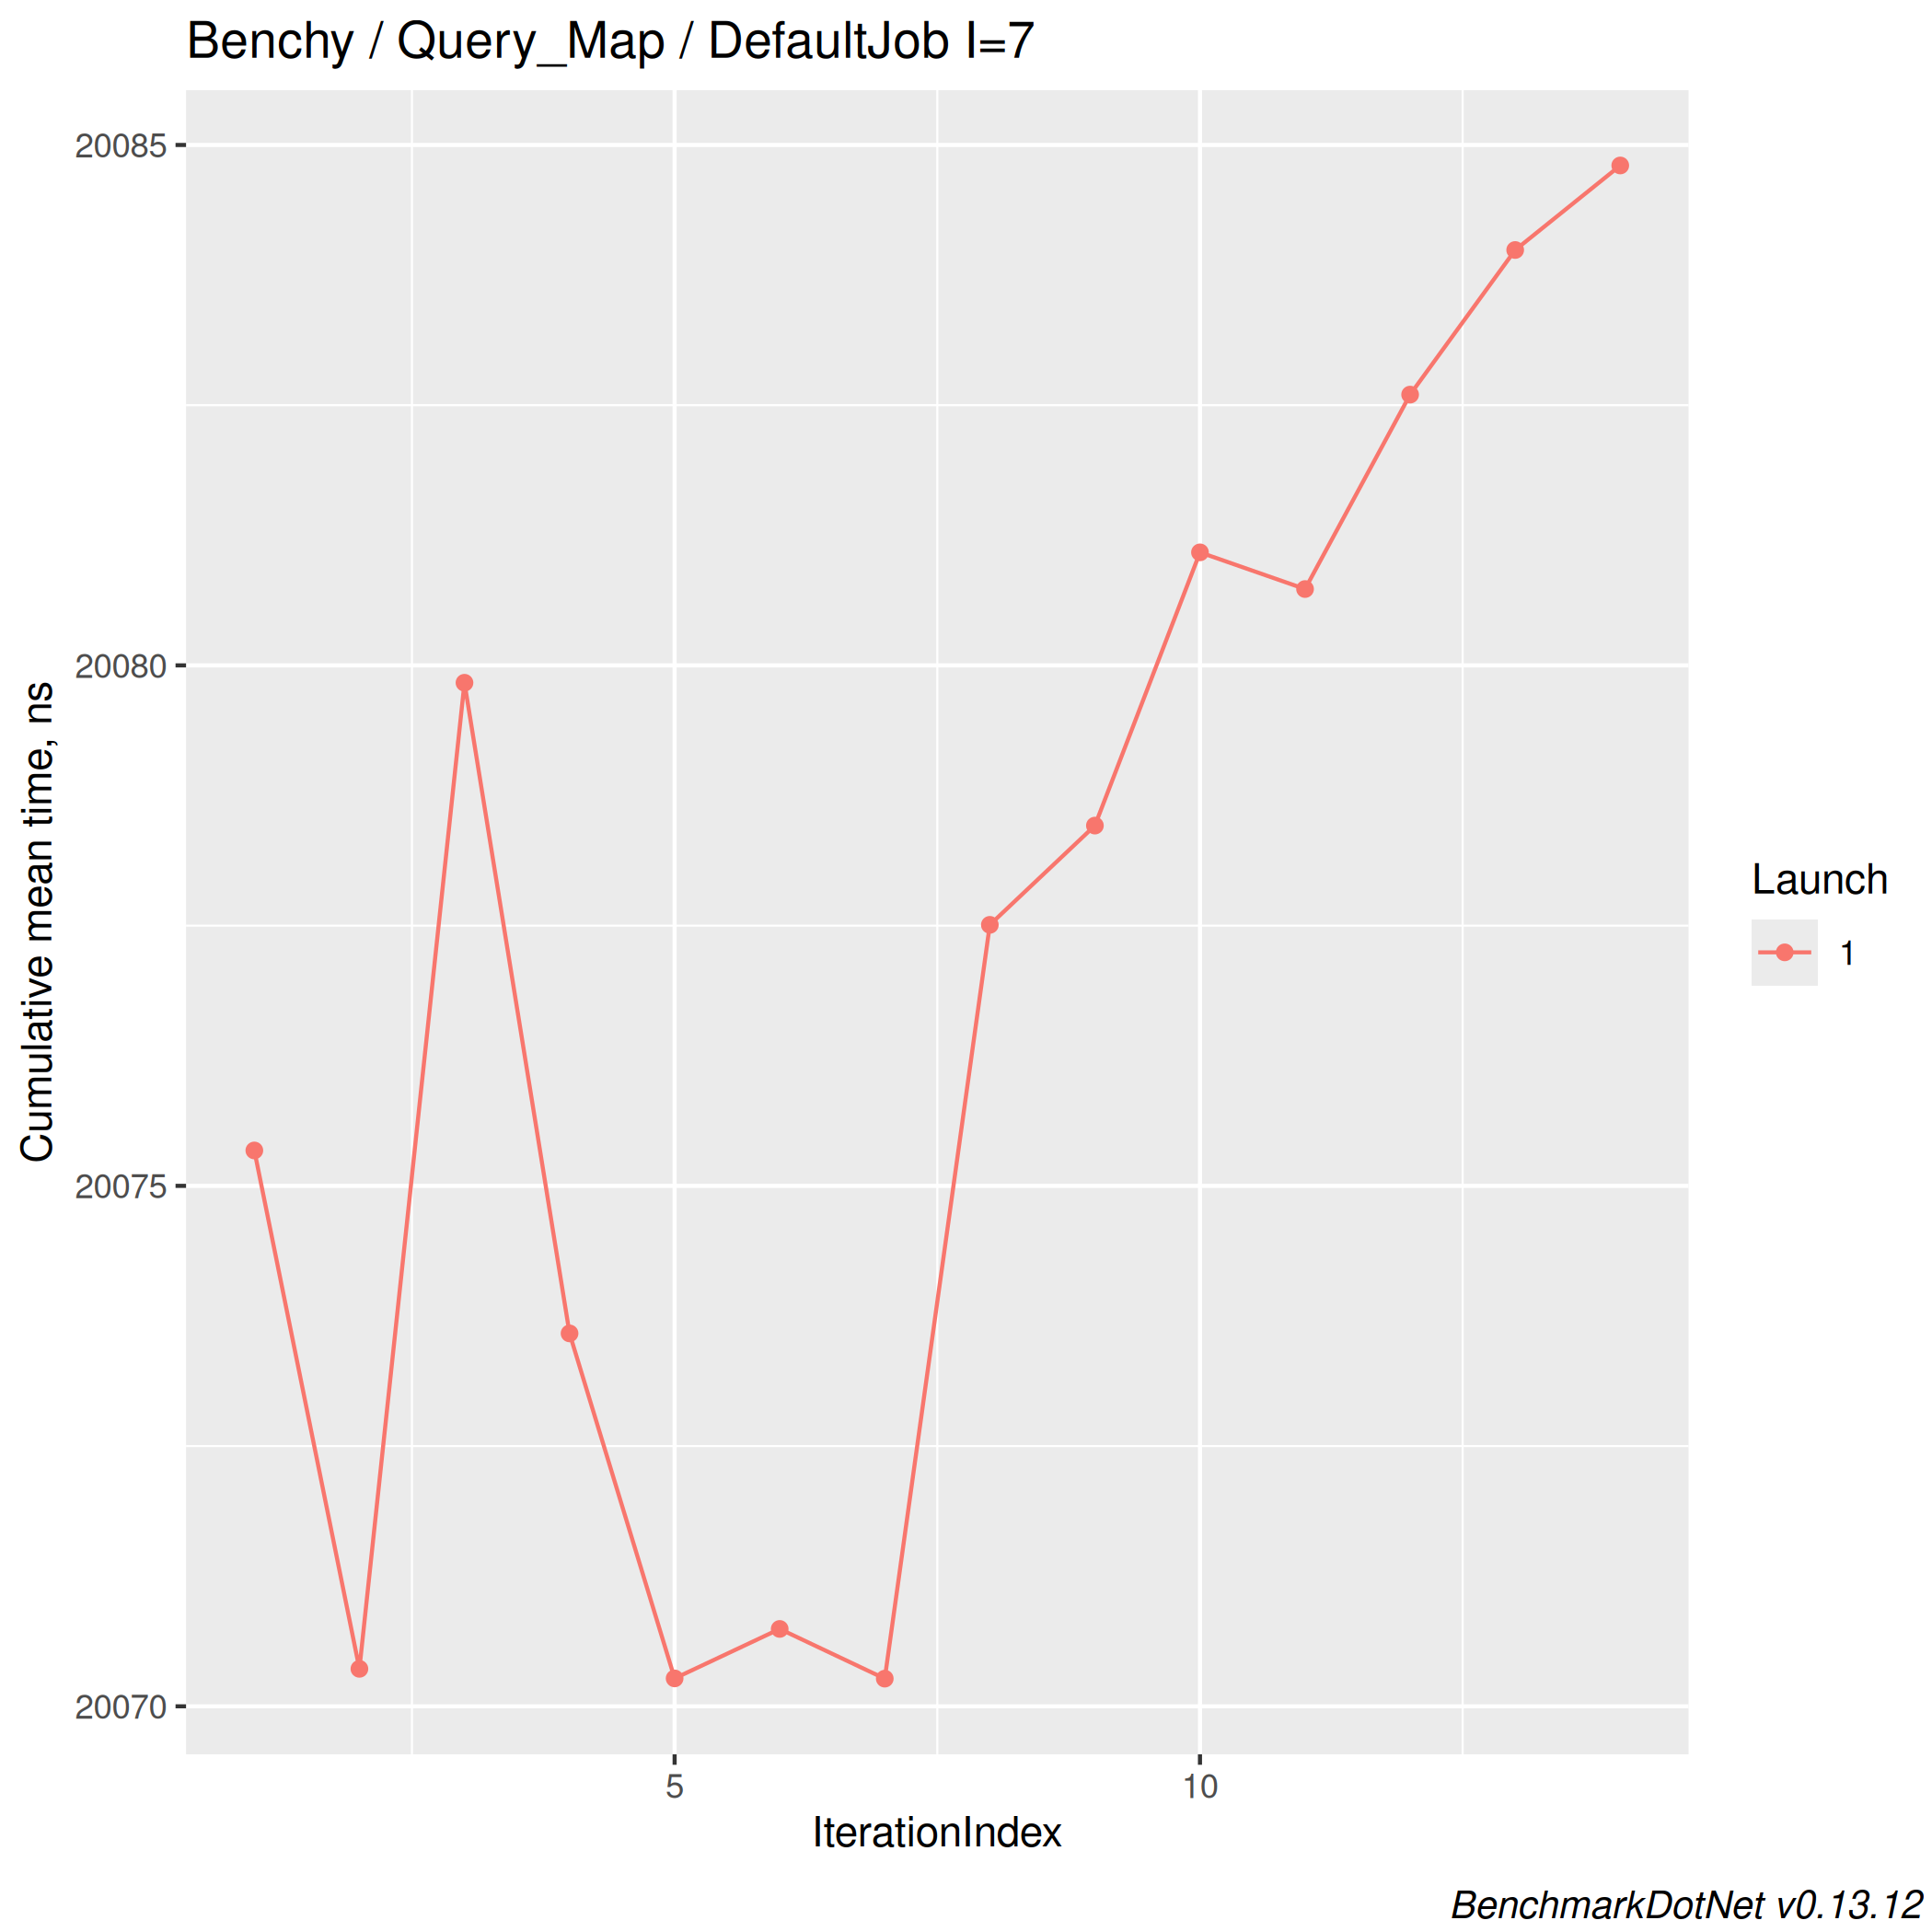 Benchy / Query_Map / DefaultJob I=7
Cumulative mean time, ns
20085
20080
20075
20070
5
10
IterationIndex
Launch
1
BenchmarkDotNet v0.13.12